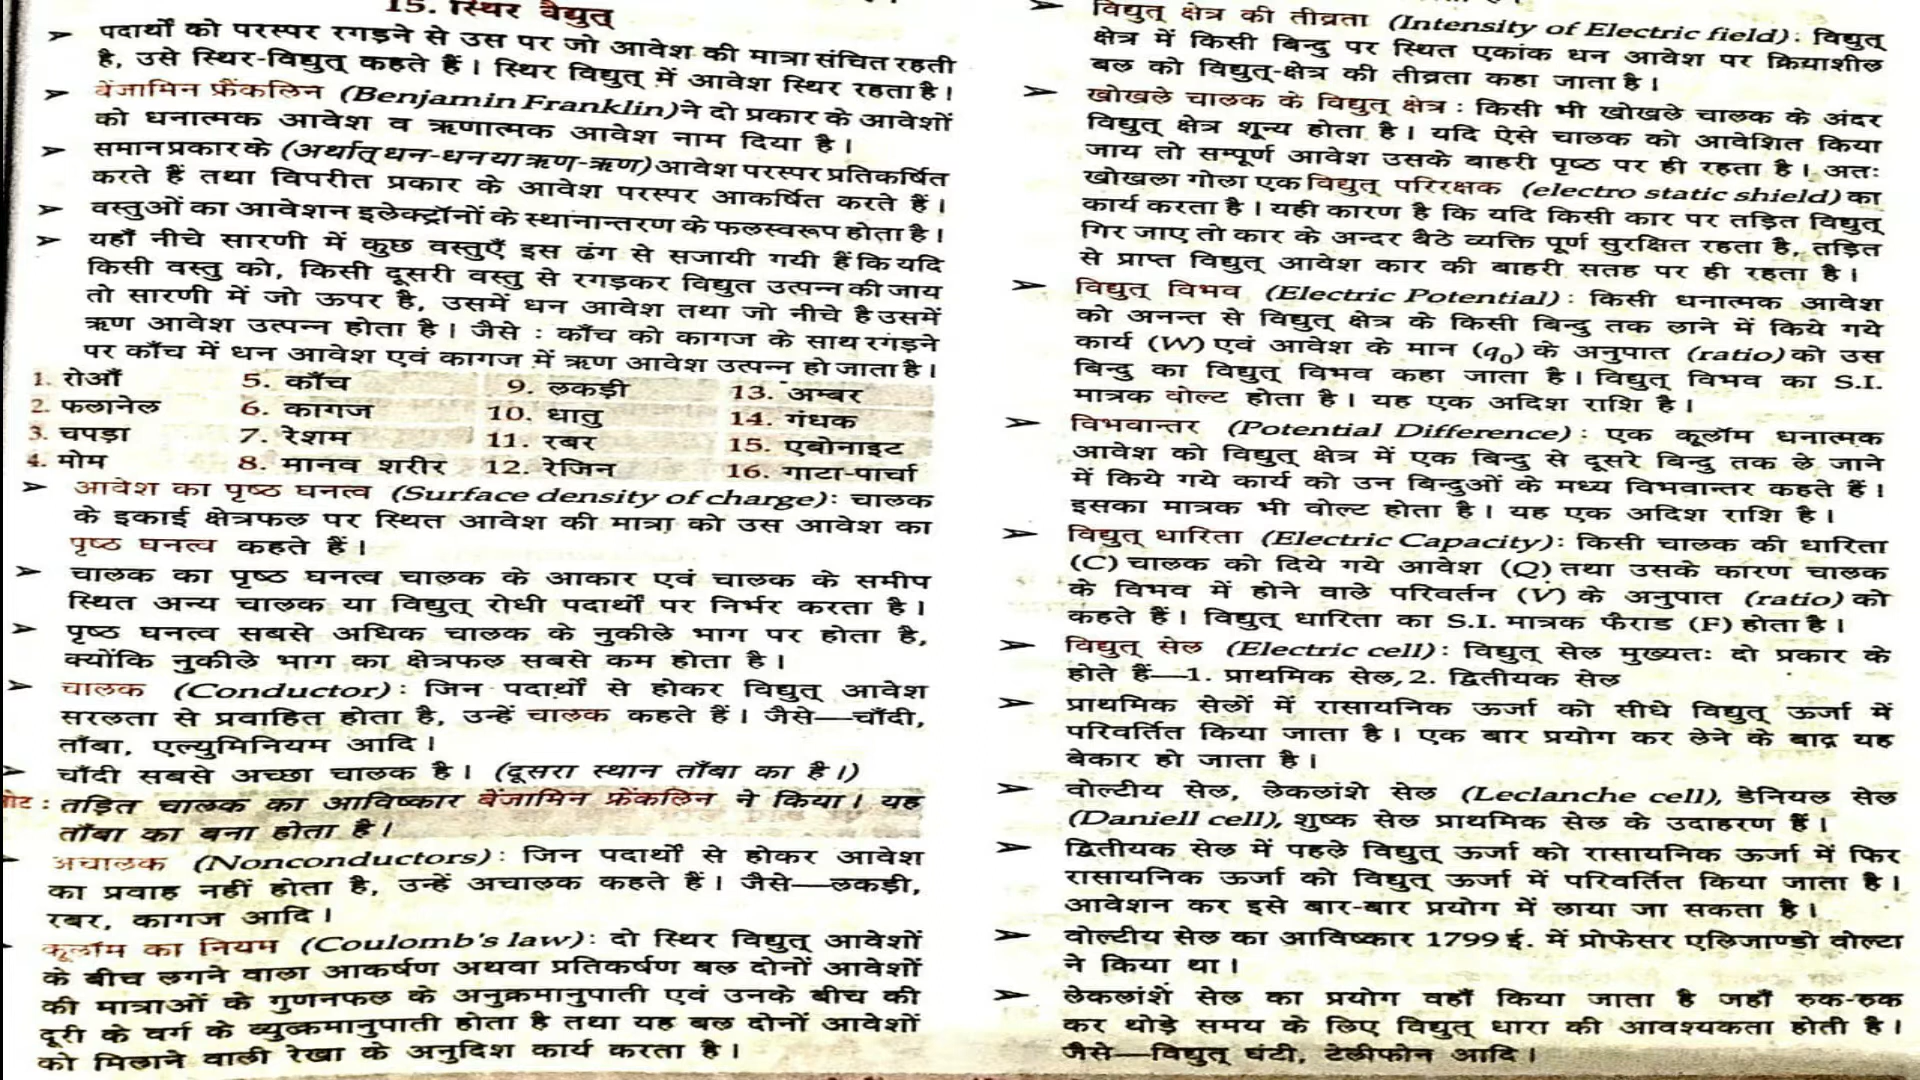 15. स्थिर वैद्युत्
➤ पदार्थों को परस्पर रगड़ने से उस पर जो आवेश की मात्रा संचित रहती
है, उसे स्थिर-विद्युत् कहते हैं। स्थिर विद्युत् में आवेश स्थिर रहता है।
➤ बेंजामिन फ्रैंकलिन (Benjamin Franklin) ने दो प्रकार के आवेशों
को धनात्मक आवेश व ऋणात्मक आवेश नाम दिया है।
➤ समान प्रकार के (अर्थात् धन-धन या ऋण-ऋण) आवेश परस्पर प्रतिकर्षित
करते हैं तथा विपरीत प्रकार के आवेश परस्पर आकर्षित करते हैं।
➤ वस्तुओं का आवेशन इलेक्ट्रॉनों के स्थानान्तरण के फलस्वरूप होता है।
➤ यहाँ नीचे सारणी में कुछ वस्तुएँ इस ढंग से सजायी गयी हैं कि यदि
किसी वस्तु को, किसी दूसरी वस्तु से रगड़कर विद्युत उत्पन्न की जाय
तो सारणी में जो ऊपर है, उसमें धन आवेश तथा जो नीचे है उसमें
ऋण आवेश उत्पन्न होता है। जैसे : काँच को कागज के साथ रगड़ने
पर काँच में धन आवेश एवं कागज में ऋण आवेश उत्पन्न हो जाता है।
1. रोआँ 5. काँच 9. लकड़ी 13. अम्बर
2. फलानेल 6. कागज 10. धातु 14. गंधक
3. चपड़ा 7. रेशम 11. रबर 15. एबोनाइट
4. मोम 8. मानव शरीर 12. रेजिन 16. गाटा-पार्चा
➤ आवेश का पृष्ठ घनत्व (Surface density of charge) : चालक
के इकाई क्षेत्रफल पर स्थित आवेश की मात्रा को उस आवेश का
पृष्ठ घनत्व कहते हैं।
➤ चालक का पृष्ठ घनत्व चालक के आकार एवं चालक के समीप
स्थित अन्य चालक या विद्युत् रोधी पदार्थों पर निर्भर करता है।
➤ पृष्ठ घनत्व सबसे अधिक चालक के नुकीले भाग पर होता है,
क्योंकि नुकीले भाग का क्षेत्रफल सबसे कम होता है।
➤ चालक (Conductor) : जिन पदार्थों से होकर विद्युत् आवेश
सरलता से प्रवाहित होता है, उन्हें चालक कहते हैं। जैसे—चाँदी,
ताँबा, एल्युमिनियम आदि।
➤ चाँदी सबसे अच्छा चालक है। (दूसरा स्थान ताँबा का है।)
नोट : तड़ित चालक का आविष्कार बेंजामिन फ्रेंकलिन ने किया। यह
ताँबा का बना होता है।
अचालक (Nonconductors) : जिन पदार्थों से होकर आवेश
का प्रवाह नहीं होता है, उन्हें अचालक कहते हैं। जैसे—लकड़ी,
रबर, कागज आदि।
कूलॉम का नियम (Coulomb's law) : दो स्थिर विद्युत् आवेशों
के बीच लगने वाला आकर्षण अथवा प्रतिकर्षण बल दोनों आवेशों
की मात्राओं के गुणनफल के अनुक्रमानुपाती एवं उनके बीच की
दूरी के वर्ग के व्युत्क्रमानुपाती होता है तथा यह बल दोनों आवेशों
को मिलाने वाली रेखा के अनुदिश कार्य करता है।
➤ विद्युत् क्षेत्र की तीव्रता (Intensity of Electric field) : विद्युत्
क्षेत्र में किसी बिन्दु पर स्थित एकांक धन आवेश पर क्रियाशील
बल को विद्युत्-क्षेत्र की तीव्रता कहा जाता है।
➤ खोखले चालक के विद्युत् क्षेत्र : किसी भी खोखले चालक के अंदर
विद्युत् क्षेत्र शून्य होता है। यदि ऐसे चालक को आवेशित किया
जाय तो सम्पूर्ण आवेश उसके बाहरी पृष्ठ पर ही रहता है। अतः
खोखला गोला एक विद्युत् परिरक्षक (electro static shield) का
कार्य करता है। यही कारण है कि यदि किसी कार पर तड़ित विद्युत्
गिर जाए तो कार के अन्दर बैठे व्यक्ति पूर्ण सुरक्षित रहता है, तड़ित
से प्राप्त विद्युत् आवेश कार की बाहरी सतह पर ही रहता है।
➤ विद्युत् विभव (Electric Potential) : किसी धनात्मक आवेश
को अनन्त से विद्युत् क्षेत्र के किसी बिन्दु तक लाने में किये गये
कार्य (W) एवं आवेश के मान (q₀) के अनुपात (ratio) को उस
बिन्दु का विद्युत् विभव कहा जाता है। विद्युत् विभव का S.I.
मात्रक वोल्ट होता है। यह एक अदिश राशि है।
➤ विभवान्तर (Potential Difference) : एक कूलॉम धनात्मक
आवेश को विद्युत् क्षेत्र में एक बिन्दु से दूसरे बिन्दु तक ले जाने
में किये गये कार्य को उन बिन्दुओं के मध्य विभवान्तर कहते हैं।
इसका मात्रक भी वोल्ट होता है। यह एक अदिश राशि है।
➤ विद्युत् धारिता (Electric Capacity) : किसी चालक की धारिता
(C) चालक को दिये गये आवेश (Q) तथा उसके कारण चालक
के विभव में होने वाले परिवर्तन (V) के अनुपात (ratio) को
कहते हैं। विद्युत् धारिता का S.I. मात्रक फैराड (F) होता है।
➤ विद्युत् सेल (Electric cell) : विद्युत् सेल मुख्यतः दो प्रकार के
होते हैं—1. प्राथमिक सेल, 2. द्वितीयक सेल
➤ प्राथमिक सेलों में रासायनिक ऊर्जा को सीधे विद्युत् ऊर्जा में
परिवर्तित किया जाता है। एक बार प्रयोग कर लेने के बाद यह
बेकार हो जाता है।
➤ वोल्टीय सेल, लेकलांशे सेल (Leclanche cell), डेनियल सेल
(Daniell cell), शुष्क सेल प्राथमिक सेल के उदाहरण हैं।
➤ द्वितीयक सेल में पहले विद्युत् ऊर्जा को रासायनिक ऊर्जा में फिर
रासायनिक ऊर्जा को विद्युत् ऊर्जा में परिवर्तित किया जाता है।
आवेशन कर इसे बार-बार प्रयोग में लाया जा सकता है।
➤ वोल्टीय सेल का आविष्कार 1799 ई. में प्रोफेसर एलिजाण्डो वोल्टा
ने किया था।
➤ लेकलांशे सेल का प्रयोग वहाँ किया जाता है जहाँ रुक-रुक
कर थोड़े समय के लिए विद्युत् धारा की आवश्यकता होती है।
जैसे—विद्युत् घंटी, टेलीफोन आदि।